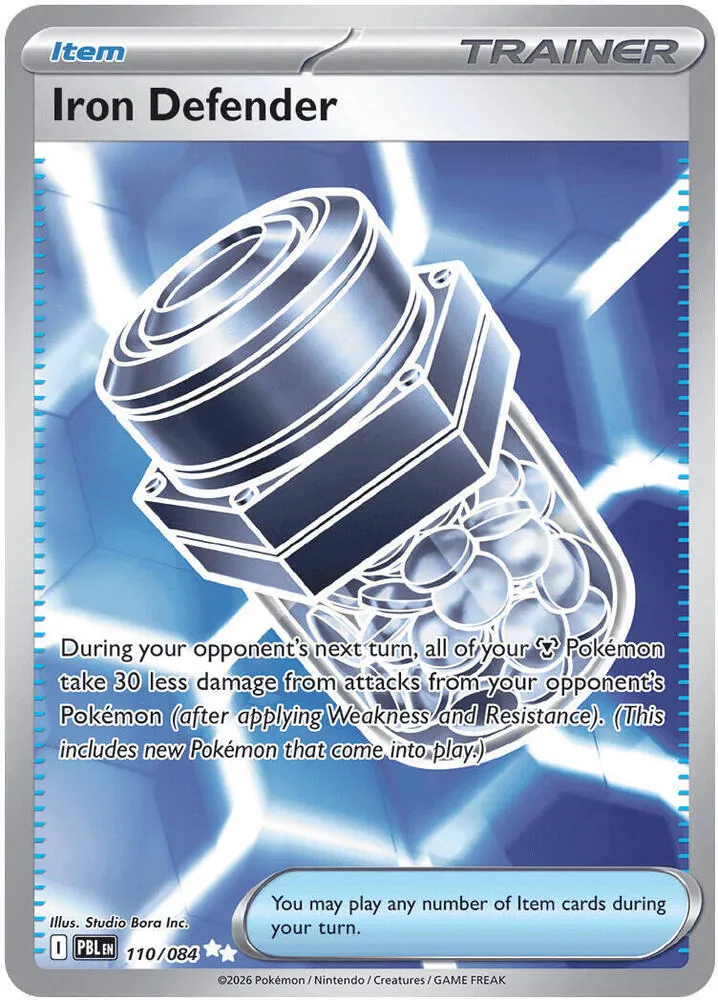 Item
TRAINER
Iron Defender
During your opponent's next turn, all of your Pokémon
take 30 less damage from attacks from your opponent's
Pokémon (after applying Weakness and Resistance). (This
includes new Pokémon that come into play.)
You may play any number of Item cards during
your turn.
Illus. Studio Bora Inc.
I PBL EN 110/084
©2026 Pokémon / Nintendo / Creatures / GAME FREAK